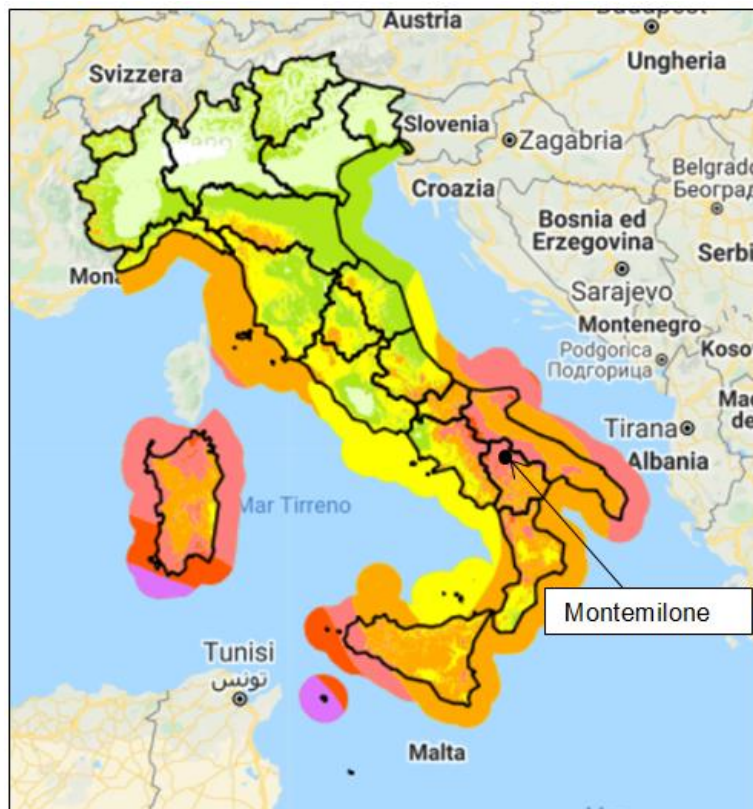 Budapest
Austria
Ungheria
Svizzera
Slovenia
Zagabria
Croazia
Belgrado
Београд
Bosnia ed
Erzegovina
Serbi
Mona
Sarajevo
Montenegro
Podgorica
Подгорица
Koso
Mac
de
Tirana
Albania
Mar Tirreno
Montemilone
Tunisi
تونس
Malta